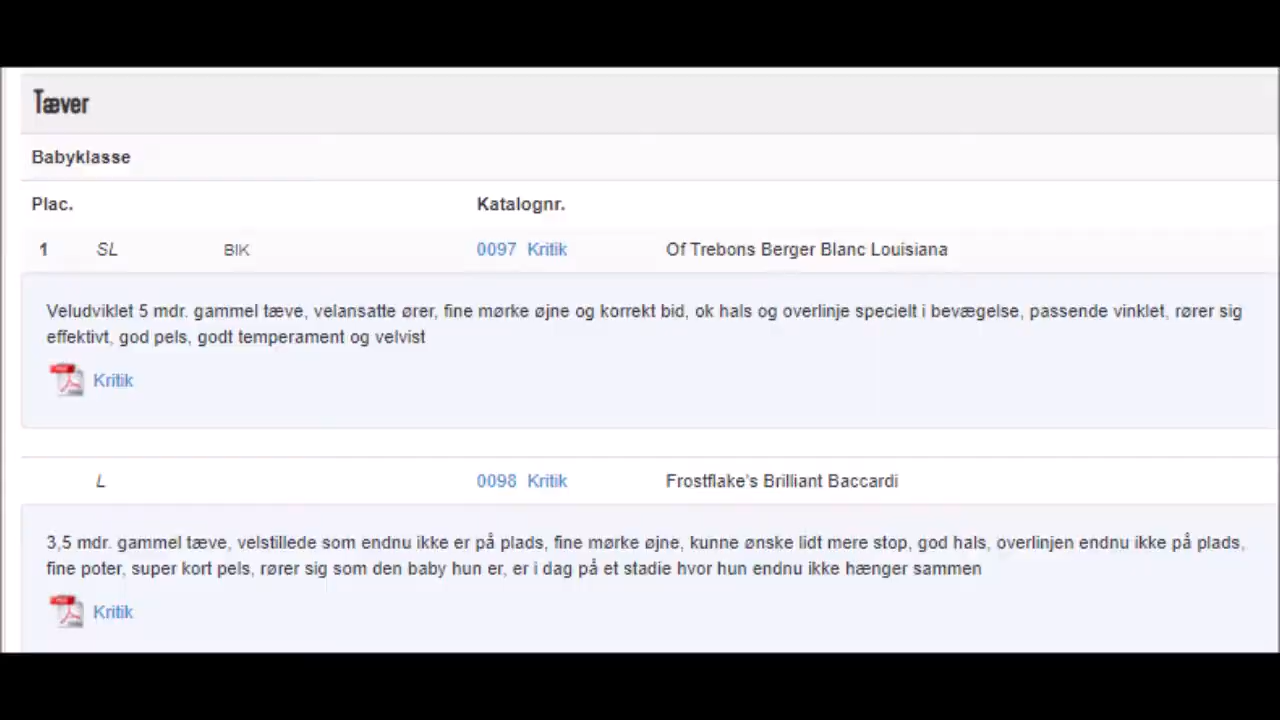 Tæver
Babyklasse
Plac. Katalognr.
1 SL BIK 0097 Kritik Of Trebons Berger Blanc Louisiana
Veludviklet 5 mdr. gammel tæve, velansatte ører, fine mørke øjne og korrekt bid, ok hals og overlinje specielt i bevægelse, passende vinklet, rører sig
effektivt, god pels, godt temperament og velvist
Kritik
L 0098 Kritik Frostflake's Brilliant Baccardi
3,5 mdr. gammel tæve, velstillede som endnu ikke er på plads, fine mørke øjne, kunne ønske lidt mere stop, god hals, overlinjen endnu ikke på plads,
fine poter, super kort pels, rører sig som den baby hun er, er i dag på et stadie hvor hun endnu ikke hænger sammen
Kritik